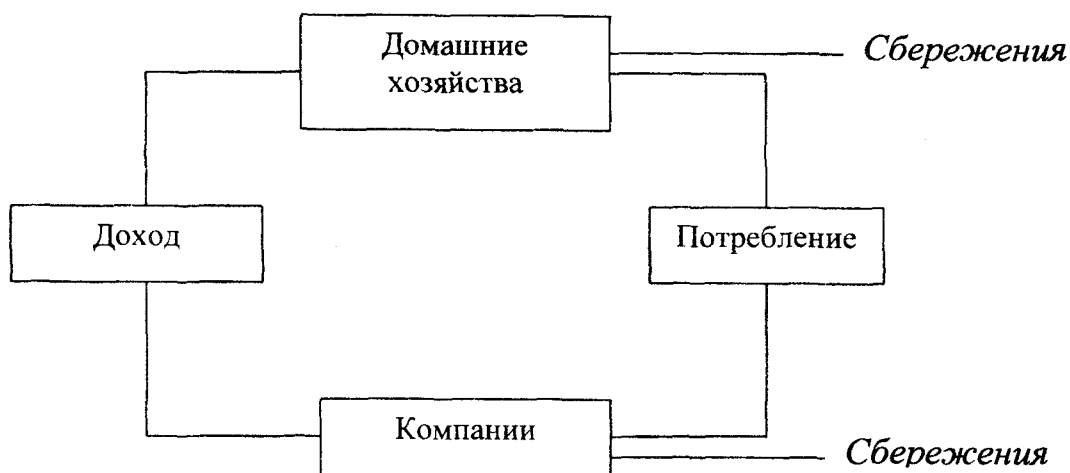 Домашние
хозяйства
Сбережения
Доход
Потребление
Компании
Сбережения